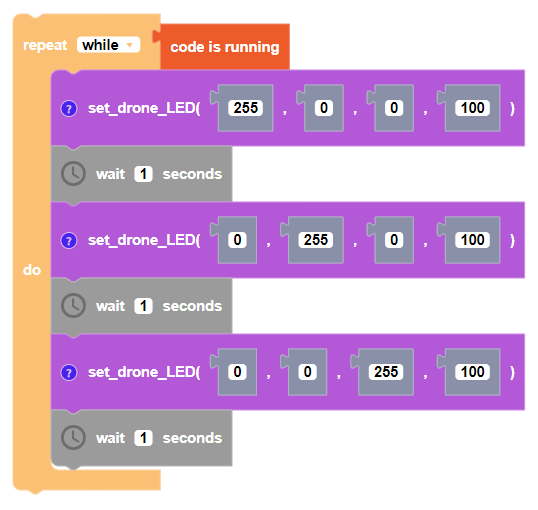 repeat while code is running
? set_drone_LED( 255 , 0 , 0 , 100 )
wait 1 seconds
? set_drone_LED( 0 , 255 , 0 , 100 )
do
wait 1 seconds
? set_drone_LED( 0 , 0 , 255 , 100 )
wait 1 seconds